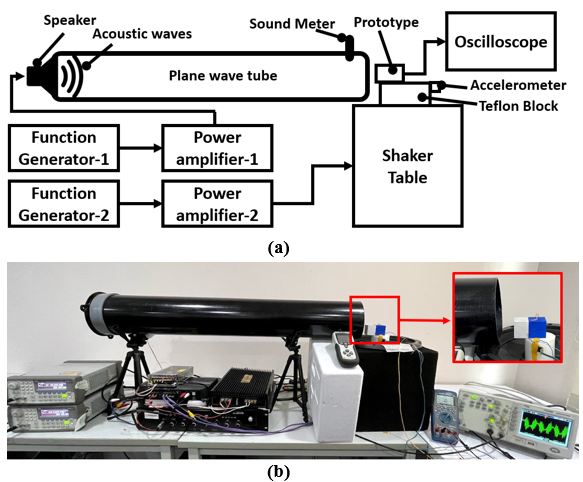 Speaker
Acoustic waves
Sound Meter
Prototype
Oscilloscope
Plane wave tube
Accelerometer
Teflon Block
Function
Generator-1
Power
amplifier-1
Shaker
Table
Function
Generator-2
Power
amplifier-2
(a)
(b)